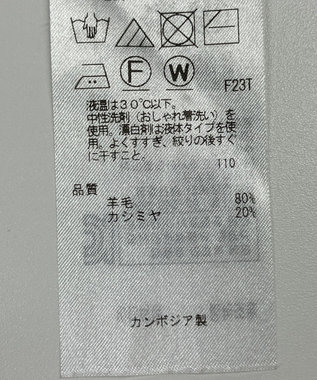 F W
F23T
液温は30℃以下。
中性洗剤（おしゃれ着洗い）を
使用。漂白剤は液体タイプを使
用。よくすすぎ、絞りの後すぐ
に干すこと。
110
品質
羊毛 80%
カシミヤ 20%
カンボジア製